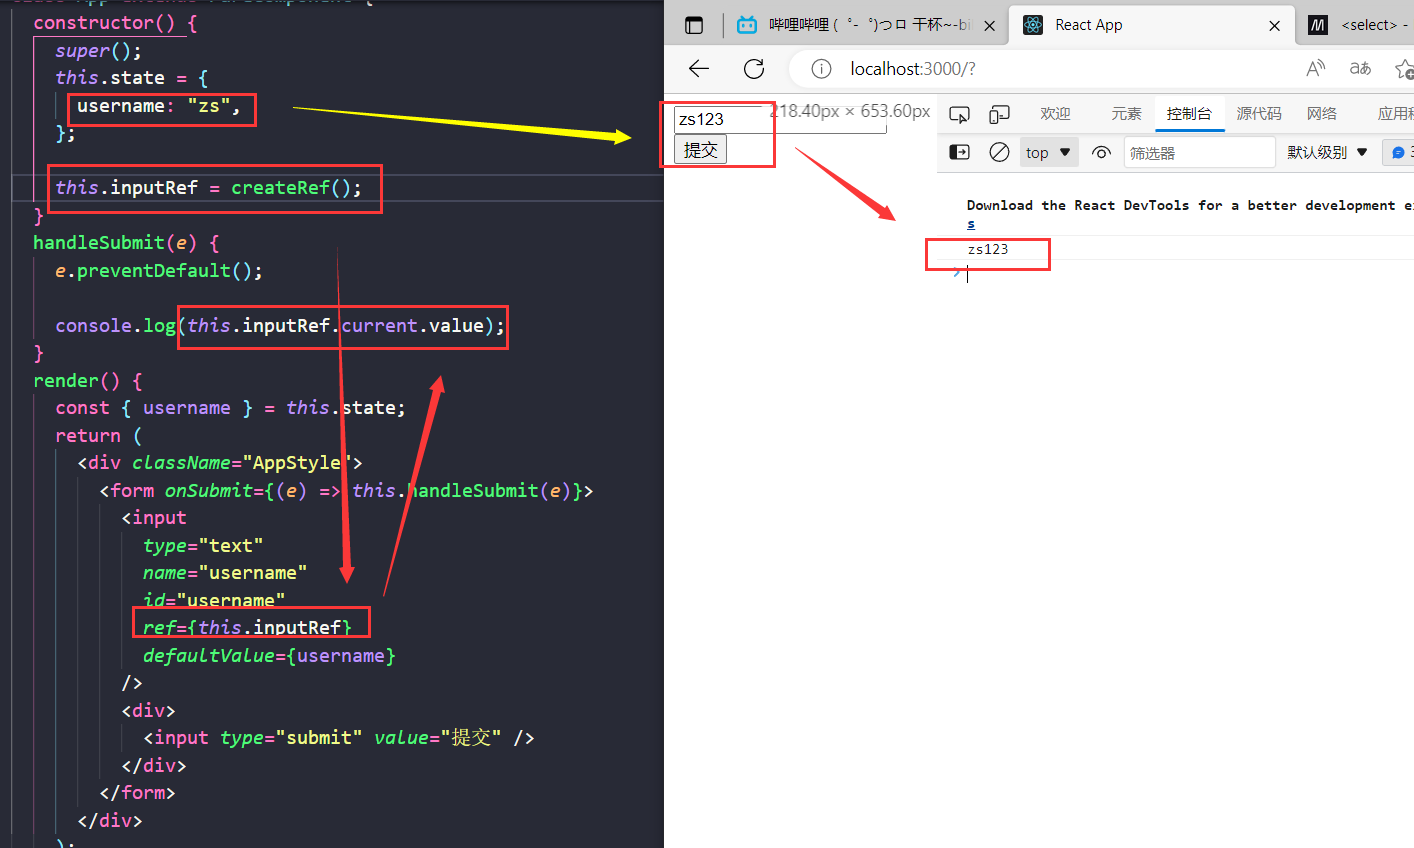 constructor() {
super();
this.state = {
username: "zs",
};
this.inputRef = createRef();
}
handleSubmit(e) {
e.preventDefault();
console.log(this.inputRef.current.value);
}
render() {
const { username } = this.state;
return (
<div className="AppStyle">
<form onSubmit={(e) => this.handleSubmit(e)}>
<input
type="text"
name="username"
id="username"
ref={this.inputRef}
defaultValue={username}
/>
<div>
<input type="submit" value="提交" />
</div>
</form>
</div>
);
哔哩哔哩 (゜-゜)つロ 干杯~-bi
React App
<select> -
localhost:3000/?
zs123
218.40px × 653.60px
提交
欢迎 元素 控制台 源代码 网络 应用程
top 筛选器 默认级别
Download the React DevTools for a better development e
s
zs123